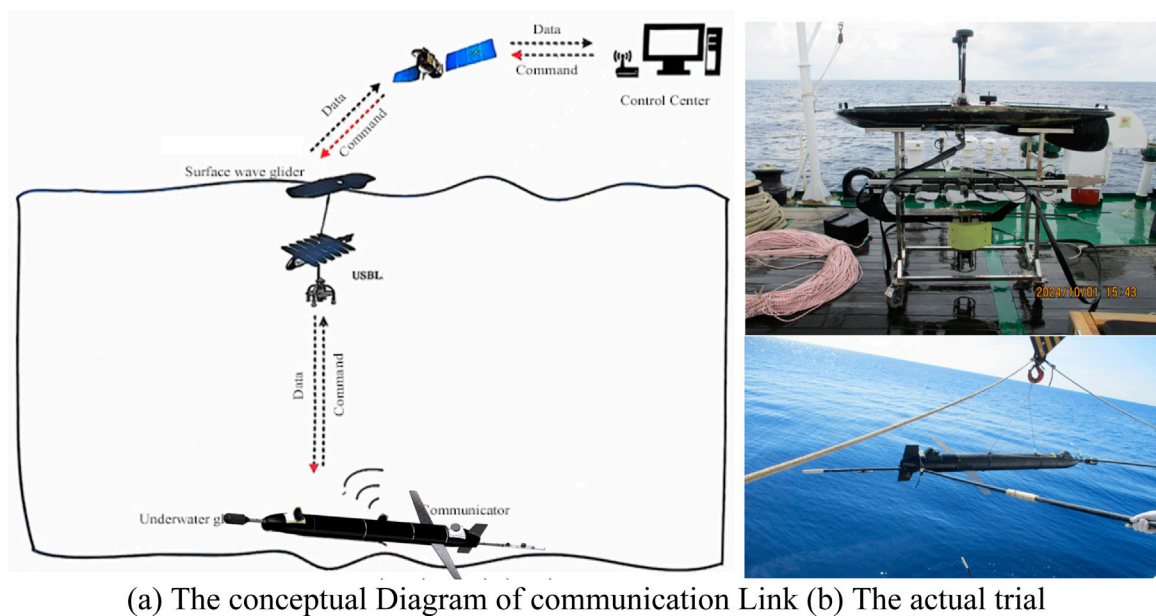 Data
Command
Control Center
Data
Command
Surface wave glider
USBL
Data
Command
Underwater gl
Communicator
2024/10/01 15:43
(a) The conceptual Diagram of communication Link (b) The actual trial